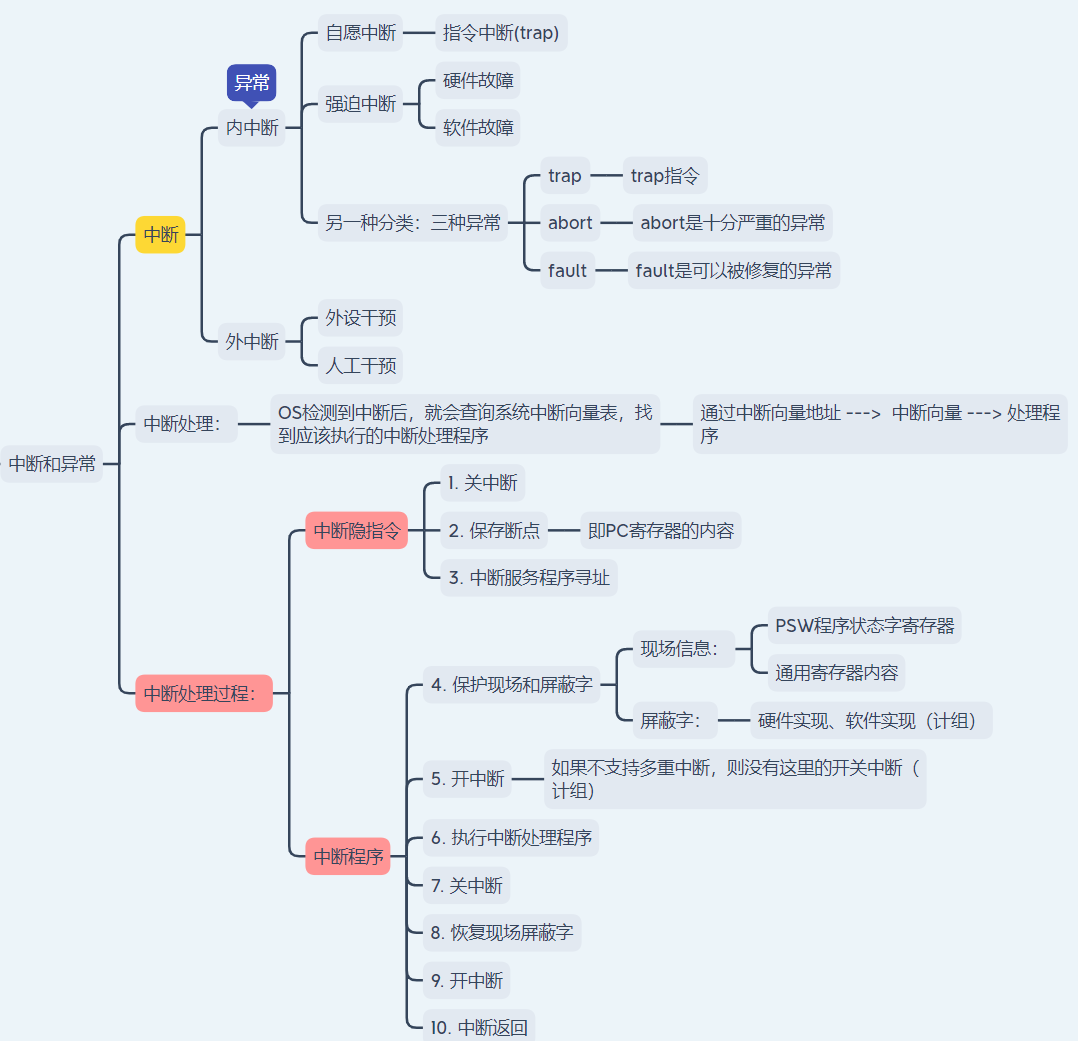 中断和异常
中断
异常
内中断
自愿中断
指令中断(trap)
强迫中断
硬件故障
软件故障
另一种分类：三种异常
trap
trap指令
abort
abort是十分严重的异常
fault
fault是可以被修复的异常
外中断
外设干预
人工干预
中断处理：
OS检测到中断后，就会查询系统中断向量表，找
到应该执行的中断处理程序
通过中断向量地址 ---> 中断向量 ---> 处理程
序
中断处理过程：
中断隐指令
1. 关中断
2. 保存断点
即PC寄存器的内容
3. 中断服务程序寻址
中断程序
4. 保护现场和屏蔽字
现场信息：
PSW程序状态字寄存器
通用寄存器内容
屏蔽字：
硬件实现、软件实现（计组）
5. 开中断
如果不支持多重中断，则没有这里的开关中断（
计组）
6. 执行中断处理程序
7. 关中断
8. 恢复现场屏蔽字
9. 开中断
10. 中断返回